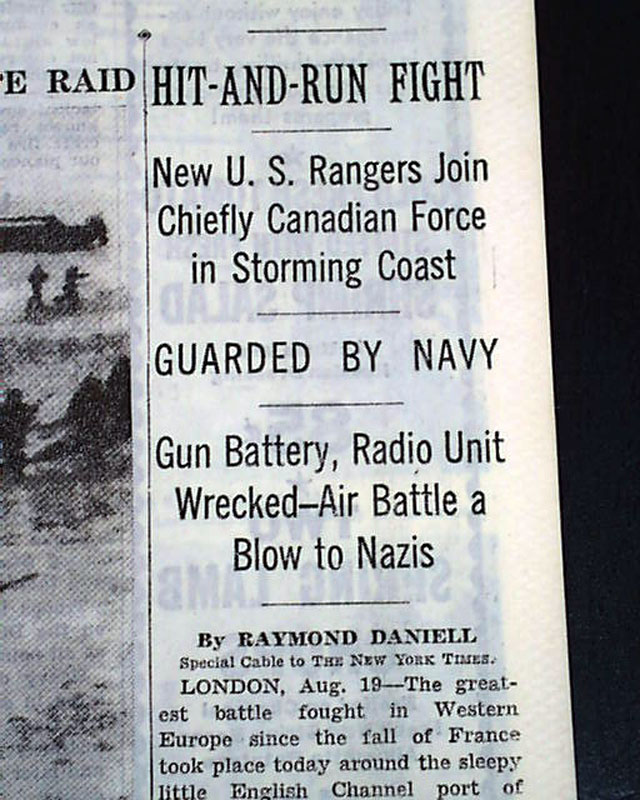 E RAID
HIT-AND-RUN FIGHT
New U. S. Rangers Join
Chiefly Canadian Force
in Storming Coast
GUARDED BY NAVY
Gun Battery, Radio Unit
Wrecked—Air Battle a
Blow to Nazis
By RAYMOND DANIELL
Special Cable to THE NEW YORK TIMES.
LONDON, Aug. 19—The great-
est battle fought in Western
Europe since the fall of France
took place today around the sleepy
little English Channel port of